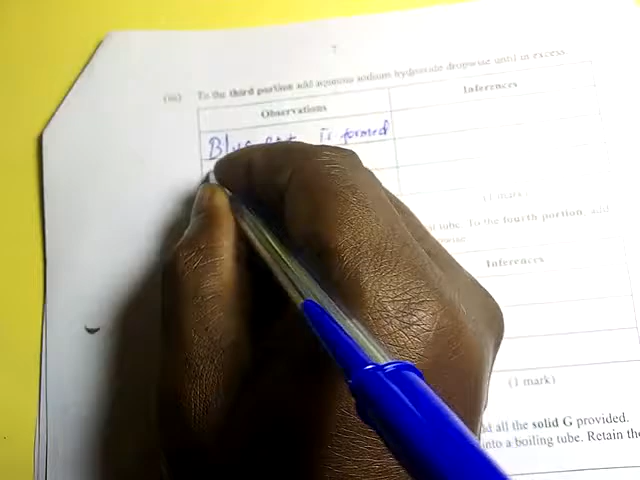 7
(iii) To the third portion add aqueous sodium hydroxide dropwise until in excess.
Observations Inferences
Blue ppt is formed
(1 mark)
tube. To the fourth portion, add
Inferences
(1 mark)
all the solid G provided.
into a boiling tube. Retain the